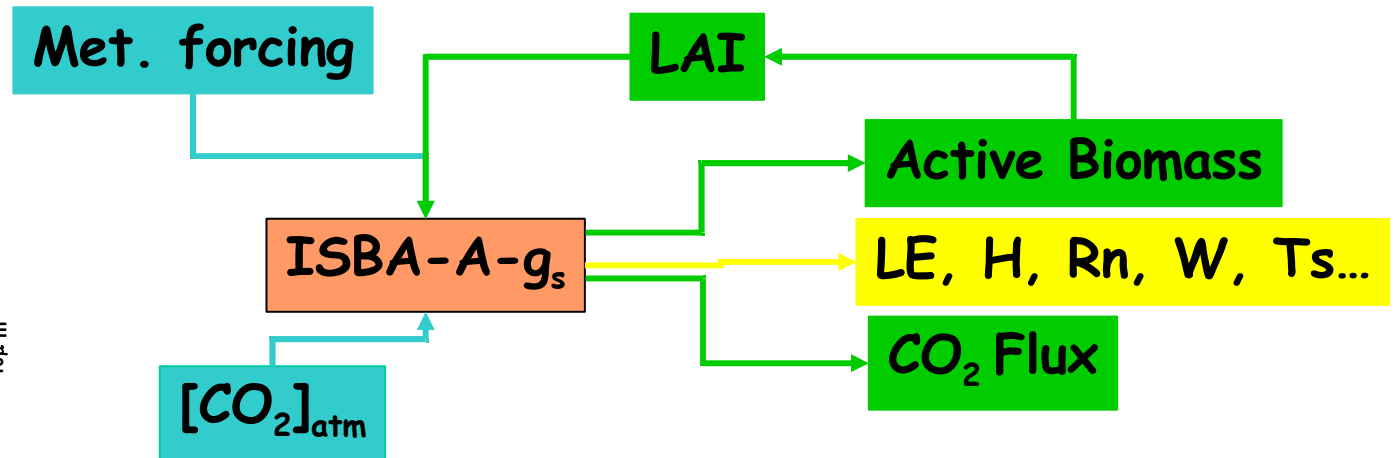 Met. forcing
LAI
Active Biomass
ISBA-A-gₛ
LE, H, Rn, W, Ts…
CO₂ Flux
[CO₂]atm